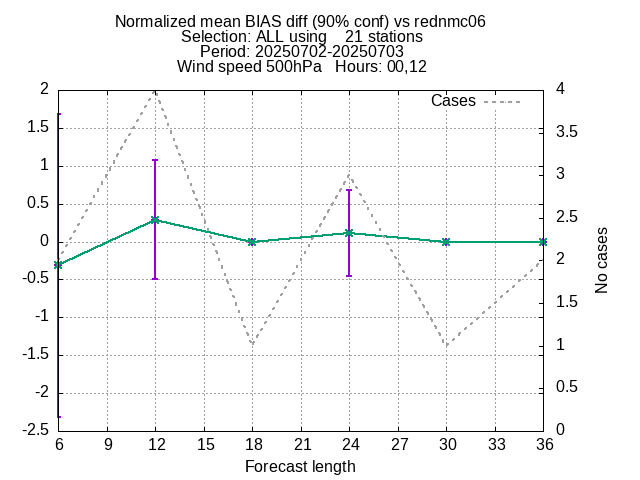 Normalized mean BIAS diff (90% conf) vs rednmc06
Selection: ALL using    21 stations
Period: 20250702-20250703
Wind speed 500hPa   Hours: 00,12
Cases
2
1.5
1
0.5
0
-0.5
-1
-1.5
-2
-2.5
4
3.5
3
2.5
2
1.5
1
0.5
0
No cases
6 9 12 15 18 21 24 27 30 33 36
Forecast length